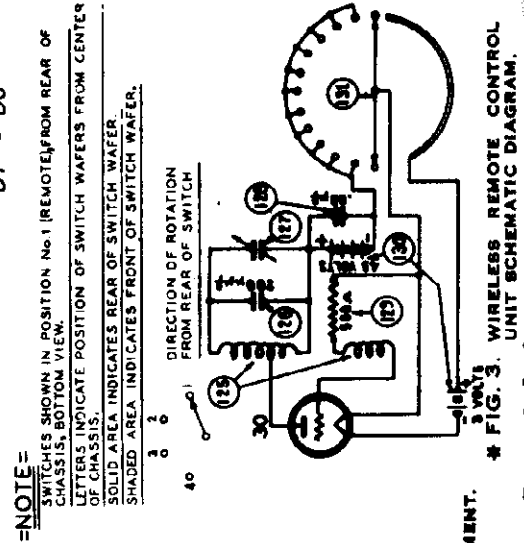 =NOTE=
SWITCHES SHOWN IN POSITION No.1 (REMOTE), FROM REAR OF
CHASSIS, BOTTOM VIEW.
LETTERS INDICATE POSITION OF SWITCH WAFERS FROM CENTER
OF CHASSIS.
SOLID AREA INDICATES REAR OF SWITCH WAFER.
SHADED AREA INDICATES FRONT OF SWITCH WAFER.
DIRECTION OF ROTATION
FROM REAR OF SWITCH
1
2
3
4
30
125
126
127
128
129
130
131
3 VOLTS
MENT.
* FIG. 3. WIRELESS REMOTE CONTROL
UNIT SCHEMATIC DIAGRAM.